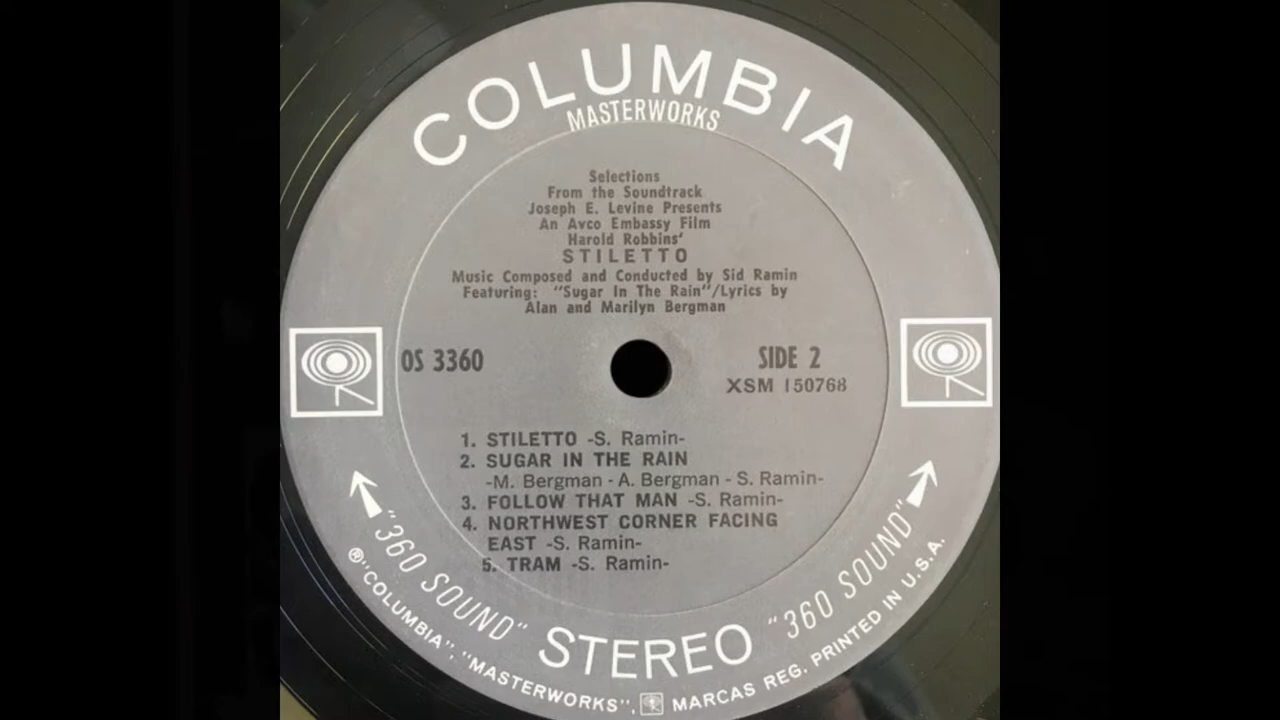 COLUMBIA
MASTERWORKS
Selections
From the Soundtrack
Joseph E. Levine Presents
An Avco Embassy Film
Harold Robbins'
STILETTO
Music Composed and Conducted by Sid Ramin
Featuring: "Sugar In The Rain"/Lyrics by
Alan and Marilyn Bergman
OS 3360
SIDE 2
XSM 150768
1. STILETTO -S. Ramin-
2. SUGAR IN THE RAIN
-M. Bergman - A. Bergman - S. Ramin-
3. FOLLOW THAT MAN -S. Ramin-
4. NORTHWEST CORNER FACING
EAST -S. Ramin-
5. TRAM -S. Ramin-
"360 SOUND" STEREO "360 SOUND"
®"COLUMBIA", "MASTERWORKS", MARCAS REG. PRINTED IN U.S.A.